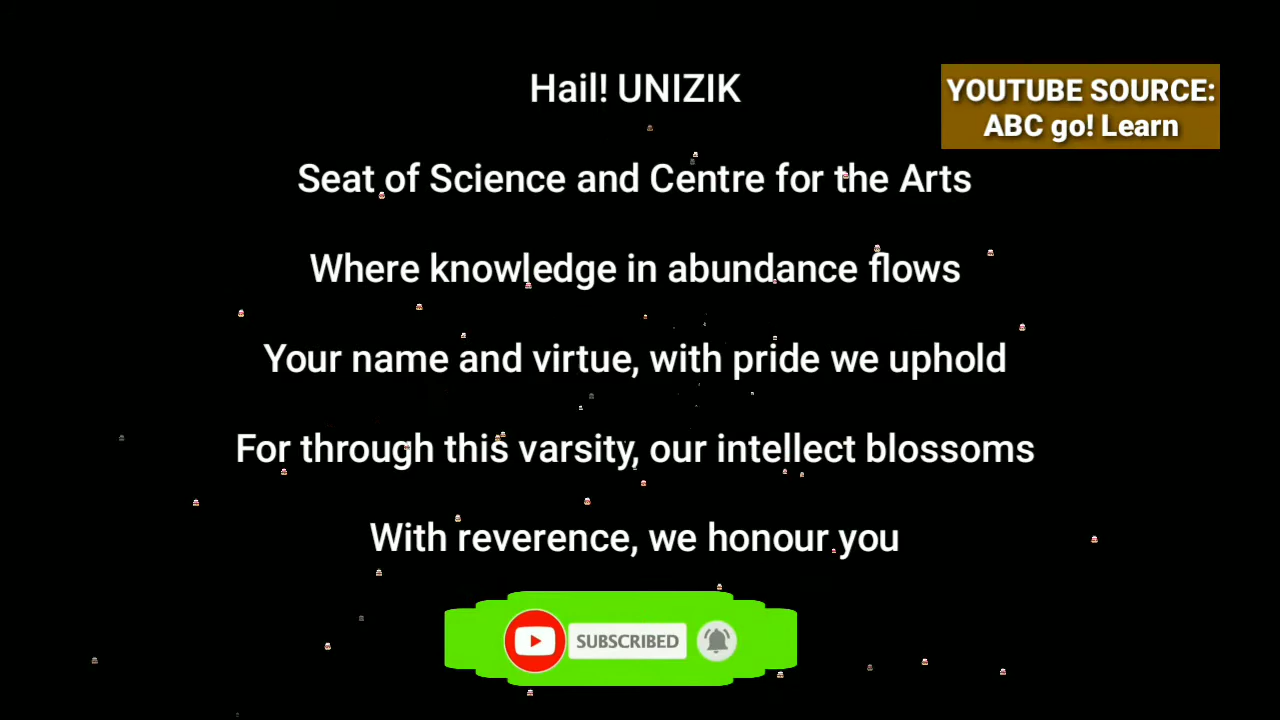 Hail! UNIZIK
YOUTUBE SOURCE:
ABC go! Learn
Seat of Science and Centre for the Arts
Where knowledge in abundance flows
Your name and virtue, with pride we uphold
For through this varsity, our intellect blossoms
With reverence, we honour you
SUBSCRIBED